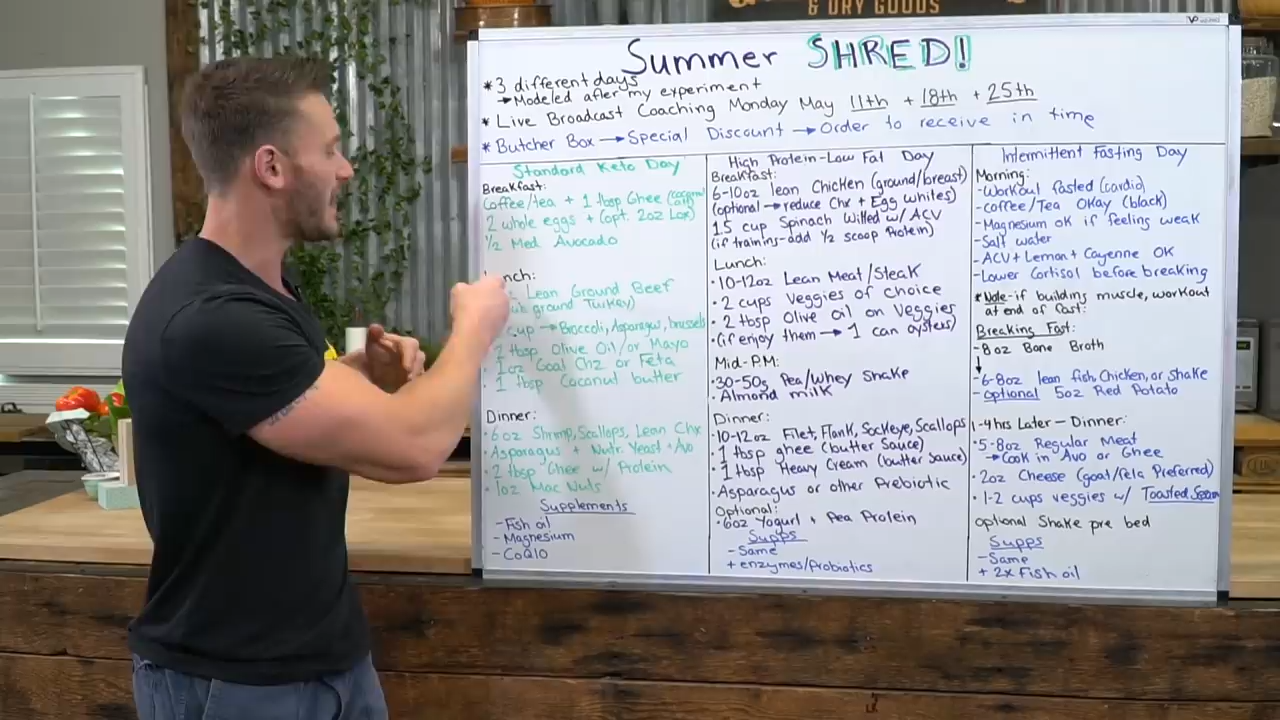 & DRY GOODS
Summer SHRED!
* 3 different days
→ Modeled after my experiment
* Live Broadcast Coaching Monday May 11th + 18th + 25th
* Butcher Box → Special Discount → Order to receive in time
Standard Keto Day
Breakfast:
Coffee/tea + 1 tbsp Ghee (coconut oil)
2 whole eggs + (opt. 2oz Lox)
1/2 Med Avocado
Lunch:
Lean Ground Beef
ground Turkey)
cup → Broccoli, Asparagus, brussels
2 tbsp Olive Oil/or Mayo
1oz Goat Chz or Feta
• 1 tbsp Coconut butter
Dinner:
• 6oz Shrimp, Scallops, Lean Chx
• Asparagus + Nutr. Yeast + Avo
• 2 tbsp Ghee w/ Protein
• 1oz Mac Nuts
Supplements
- Fish oil
- Magnesium
- CoQ10
High Protein-Low Fat Day
Breakfast:
6-10oz lean Chicken (ground/breast)
(optional → reduce Chx + Egg whites)
1.5 cup Spinach Wilted w/ ACV
(if training-add 1/2 scoop Protein)
Lunch:
• 10-12oz Lean Meat/Steak
• 2 cups Veggies of choice
• 2 tbsp Olive oil on Veggies
• (if enjoy them → 1 can oysters)
Mid-P.M:
• 30-50g Pea/Whey Shake
• Almond milk
Dinner:
• 10-12oz Filet, Flank, Sockeye, Scallops
• 1 tbsp ghee (butter Sauce)
• 1 tbsp Heavy Cream (butter Sauce)
• Asparagus or other Prebiotic
Optional:
• 6oz Yogurt + Pea Protein
Supps
- Same
+ enzymes/probiotics
Intermittent Fasting Day
Morning:
- Workout fasted (cardio)
- coffee/Tea Okay (black)
- Magnesium ok if feeling weak
- Salt water
- ACV + Lemon + Cayenne OK
- Lower Cortisol before breaking
* Note-if building muscle, workout
at end of fast.
Breaking Fast:
- 8oz Bone Broth
↓
- 6-8oz lean fish, Chicken, or shake
- optional 5oz Red Potato
1-4hrs Later - Dinner:
• 5-8oz Regular Meat
→ Cook in Avo or Ghee
• 2oz Cheese (goat/feta Preferred)
• 1-2 cups veggies w/ Toasted Sesam
optional Shake pre bed
Supps
- Same
+ 2x Fish oil